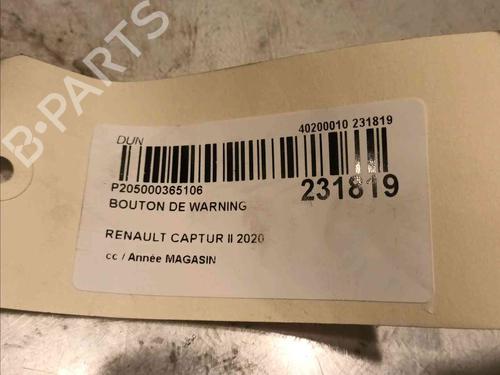 B-PARTS
DUN
40200010 231819
P205000365106
231819
BOUTON DE WARNING
RENAULT CAPTUR II 2020
cc / Année MAGASIN